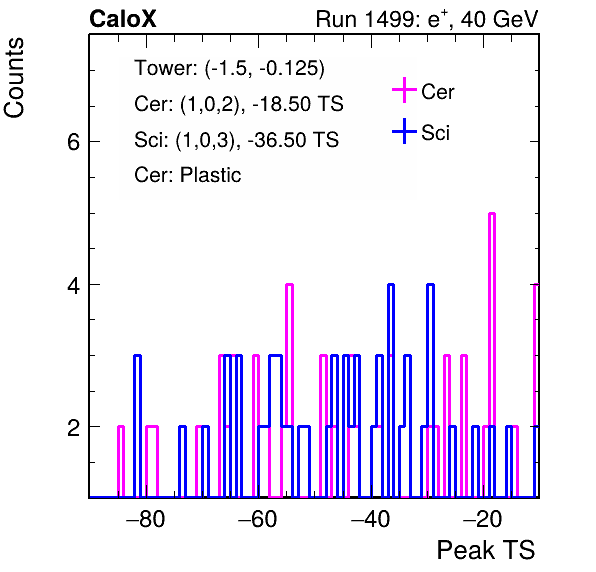 CaloX Run 1499: e+, 40 GeV
Counts
Tower: (-1.5, -0.125)
Cer: (1,0,2), -18.50 TS
Sci: (1,0,3), -36.50 TS
Cer: Plastic
Cer
Sci
6
4
2
−80 −60 −40 −20
Peak TS